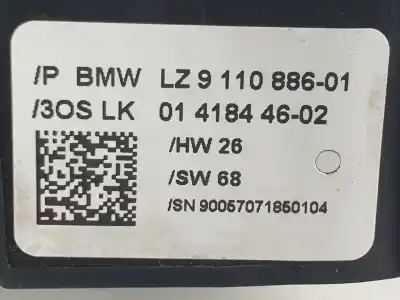 /P BMW LZ 9 110 886-01
/3OS LK 01 4184 46-02
/HW 26
/SW 68
/SN 90057071850104